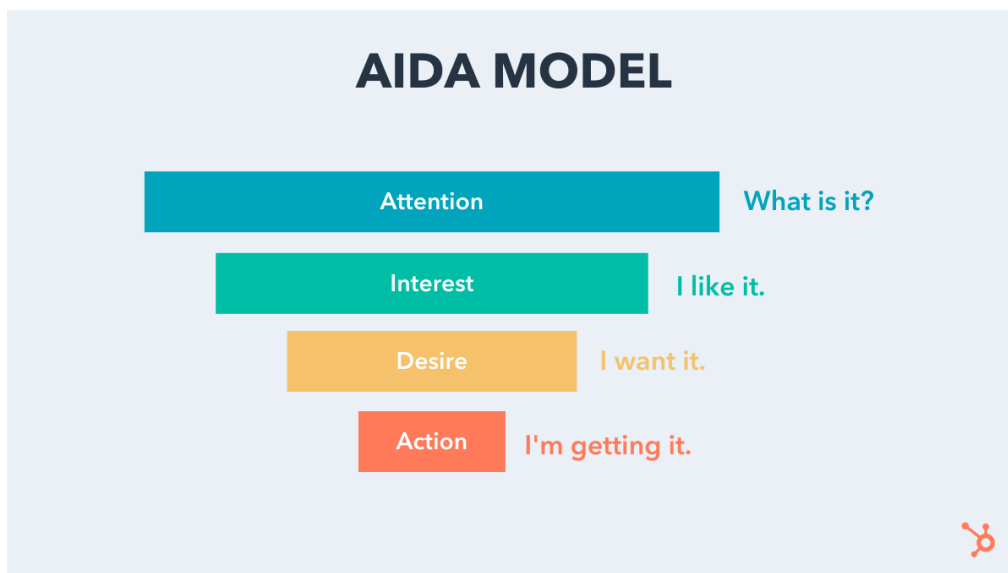 AIDA MODEL
Attention
What is it?
Interest
I like it.
Desire
I want it.
Action
I'm getting it.